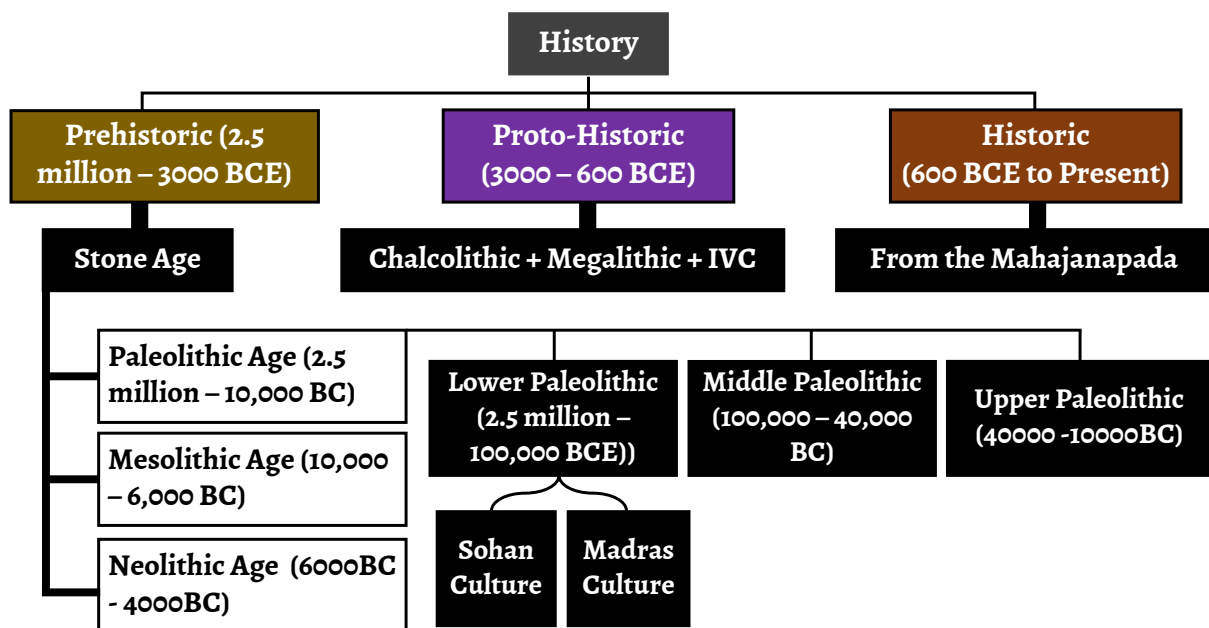 History
Prehistoric (2.5
million – 3000 BCE)
Proto-Historic
(3000 – 600 BCE)
Historic
(600 BCE to Present)
Stone Age
Chalcolithic + Megalithic + IVC
From the Mahajanapada
Paleolithic Age (2.5
million – 10,000 BC)
Lower Paleolithic
(2.5 million –
100,000 BCE))
Middle Paleolithic
(100,000 – 40,000
BC)
Upper Paleolithic
(40000 -10000BC)
Mesolithic Age (10,000
– 6,000 BC)
Sohan
Culture
Madras
Culture
Neolithic Age (6000BC
- 4000BC)